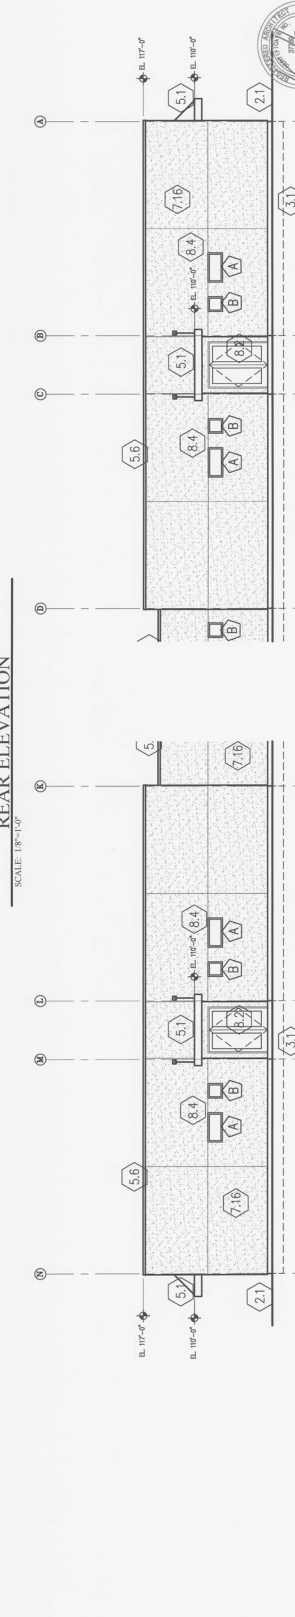 REAR ELEVATION
SCALE: 1/8"=1'-0"
N M L K D C B A
EL. 117'-0" 5.6 5. 5. 5.6 EL. 117'-0"
5.1 5.1 5.1 7.16 5.1
EL. 110'-0" 8.4 EL. 110'-0" 8.4 8.4 EL. 110'-0" 8.4 EL. 110'-0"
7.16 A B 8.2 B A 7.16 B A B 8.2 B A
2.1 2.1
3.1 3.1
ARCHITECT